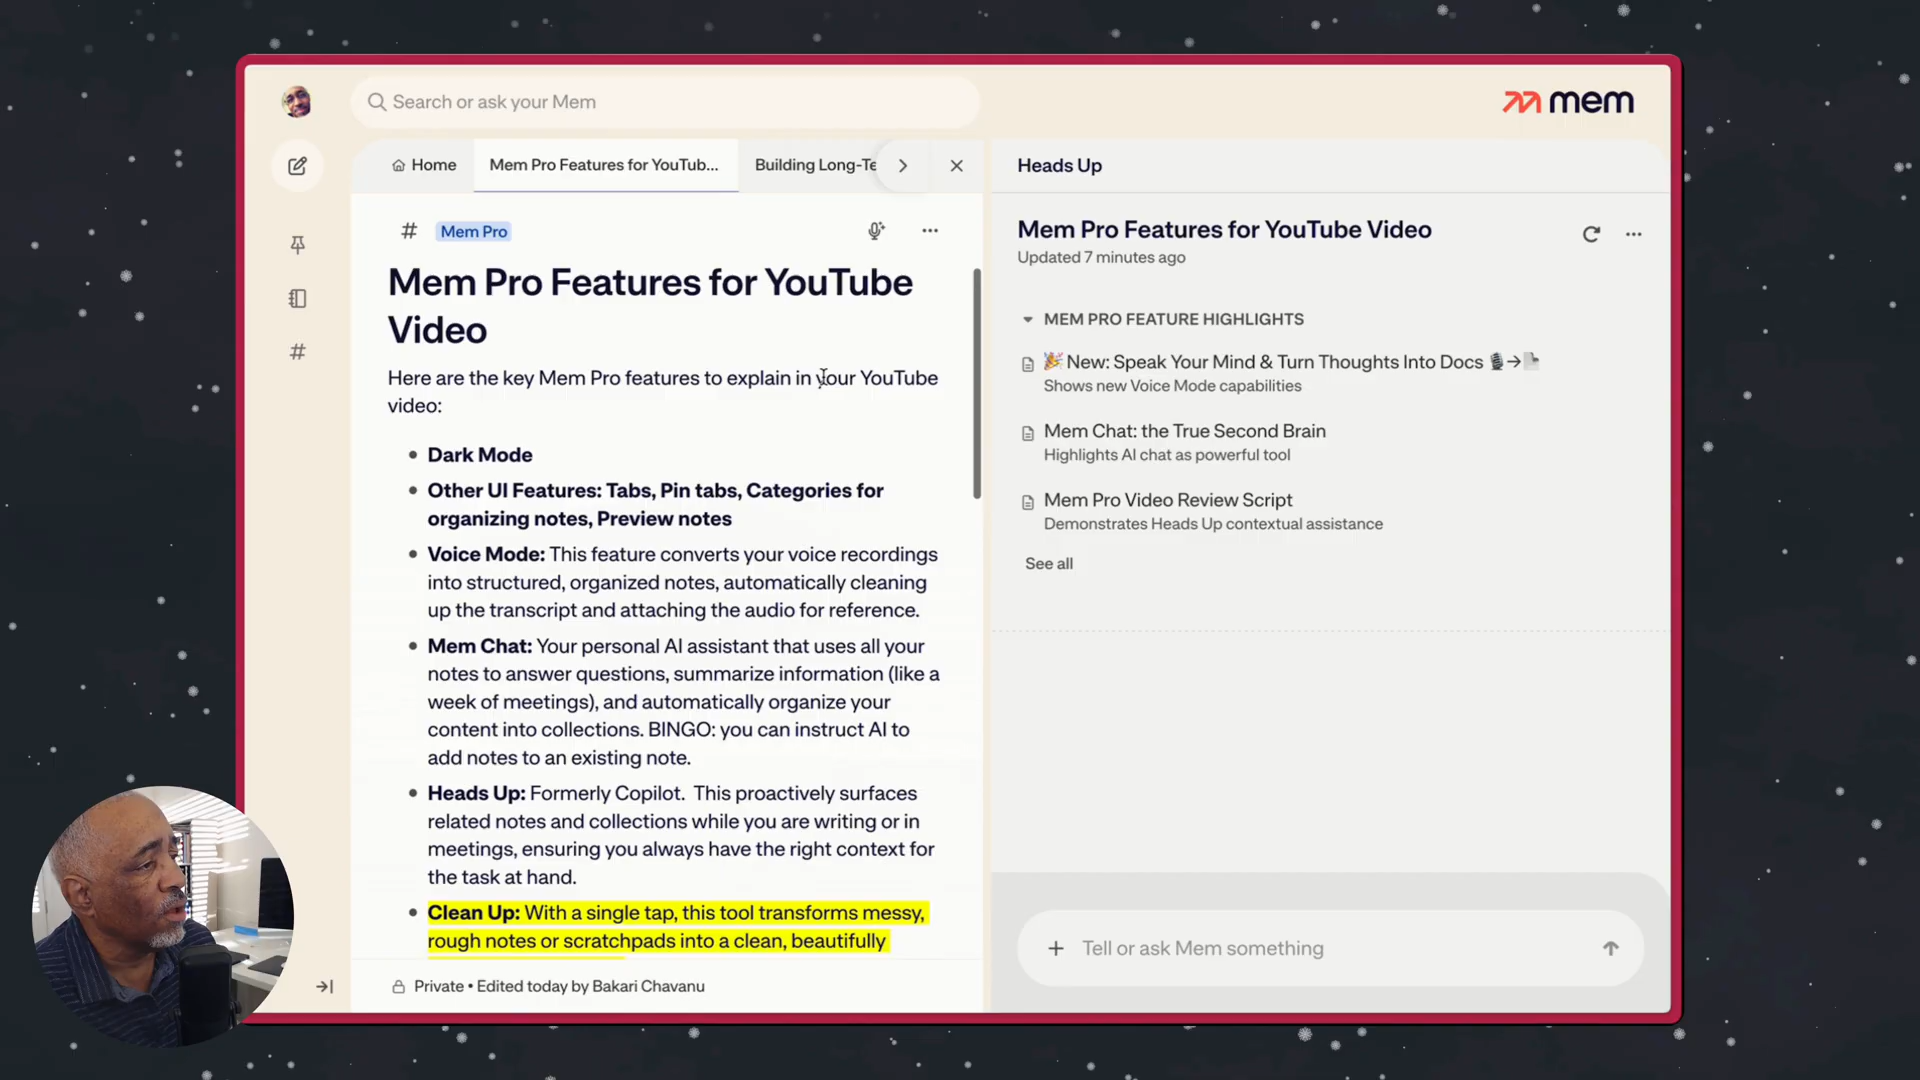 Search or ask your Mem
mem
Home
Mem Pro Features for YouTub...
Building Long-Te
Heads Up
#
Mem Pro
Mem Pro Features for YouTube
Video
Here are the key Mem Pro features to explain in your YouTube
video:
Dark Mode
Other UI Features: Tabs, Pin tabs, Categories for
organizing notes, Preview notes
Voice Mode: This feature converts your voice recordings
into structured, organized notes, automatically cleaning
up the transcript and attaching the audio for reference.
Mem Chat: Your personal AI assistant that uses all your
notes to answer questions, summarize information (like a
week of meetings), and automatically organize your
content into collections. BINGO: you can instruct AI to
add notes to an existing note.
Heads Up: Formerly Copilot. This proactively surfaces
related notes and collections while you are writing or in
meetings, ensuring you always have the right context for
the task at hand.
Clean Up: With a single tap, this tool transforms messy,
rough notes or scratchpads into a clean, beautifully
Private • Edited today by Bakari Chavanu
Mem Pro Features for YouTube Video
Updated 7 minutes ago
MEM PRO FEATURE HIGHLIGHTS
🎉 New: Speak Your Mind & Turn Thoughts Into Docs 🎙️→📄
Shows new Voice Mode capabilities
Mem Chat: the True Second Brain
Highlights AI chat as powerful tool
Mem Pro Video Review Script
Demonstrates Heads Up contextual assistance
See all
Tell or ask Mem something